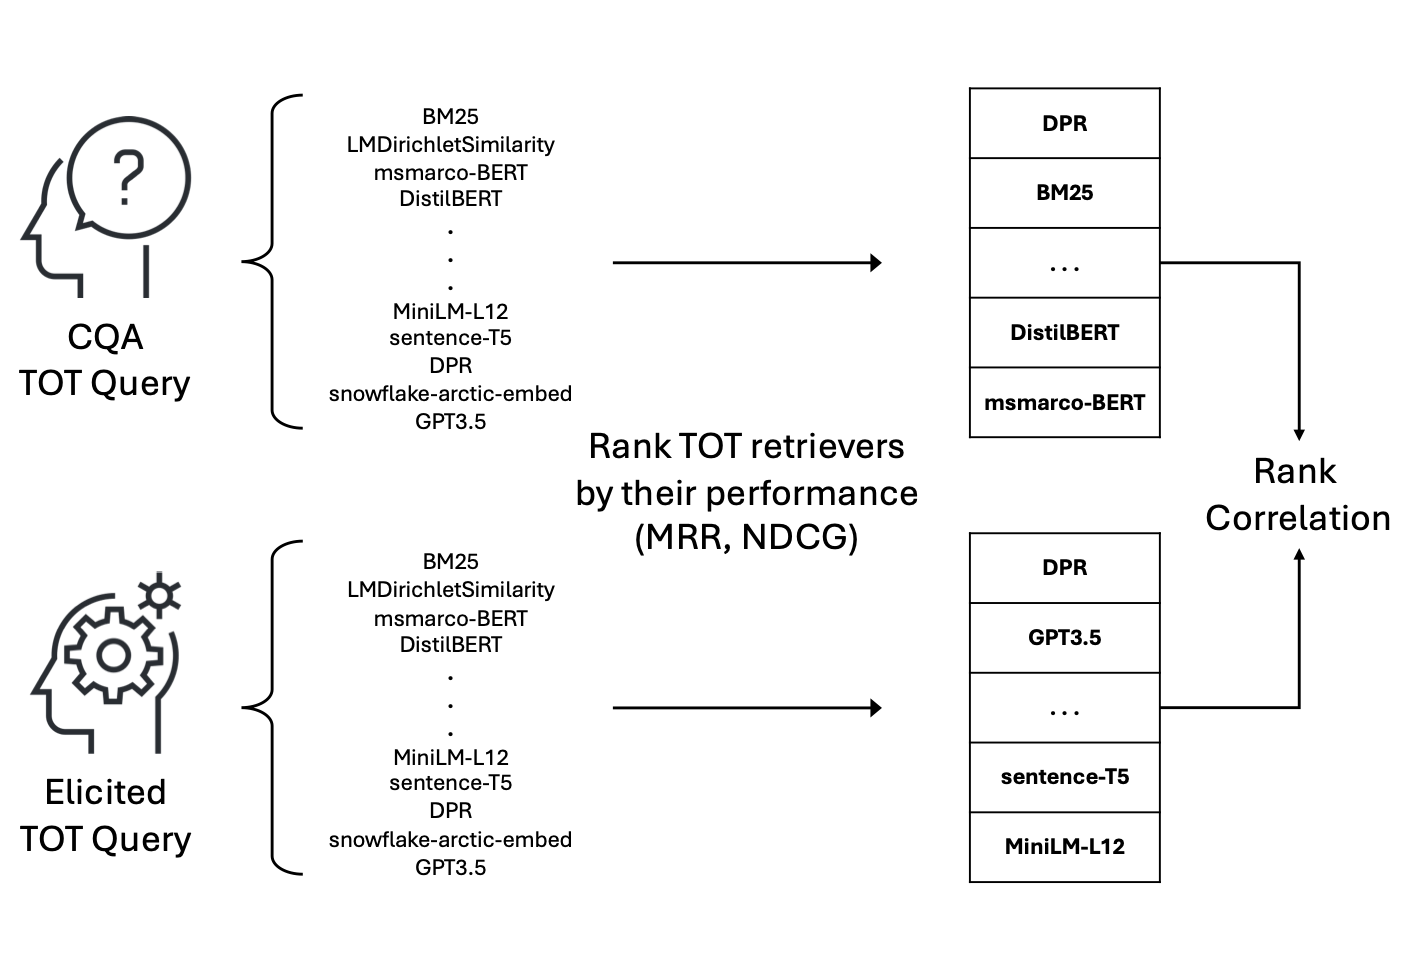 ?
CQA
TOT Query
BM25
LMDirichletSimilarity
msmarco-BERT
DistilBERT
.
.
.
MiniLM-L12
sentence-T5
DPR
snowflake-arctic-embed
GPT3.5
DPR
BM25
...
DistilBERT
msmarco-BERT
Rank TOT retrievers
by their performance
(MRR, NDCG)
Rank
Correlation
Elicited
TOT Query
BM25
LMDirichletSimilarity
msmarco-BERT
DistilBERT
.
.
.
MiniLM-L12
sentence-T5
DPR
snowflake-arctic-embed
GPT3.5
DPR
GPT3.5
...
sentence-T5
MiniLM-L12